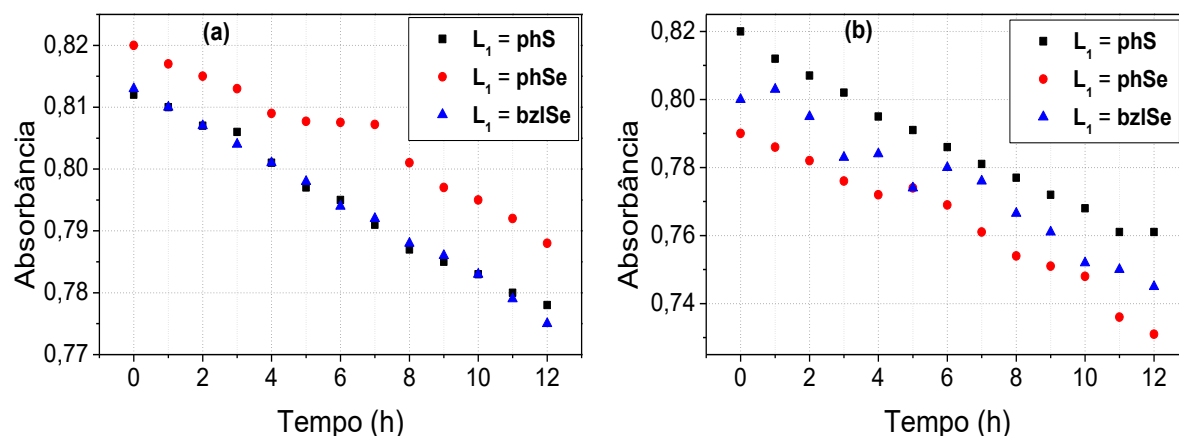 (a)
L₁ = phS
L₁ = phSe
L₁ = bzlSe
0,82
0,81
0,80
0,79
0,78
0,77
Absorbância
0 2 4 6 8 10 12
Tempo (h)
(b)
L₁ = phS
L₁ = phSe
L₁ = bzlSe
0,82
0,80
0,78
0,76
0,74
Absorbância
0 2 4 6 8 10 12
Tempo (h)